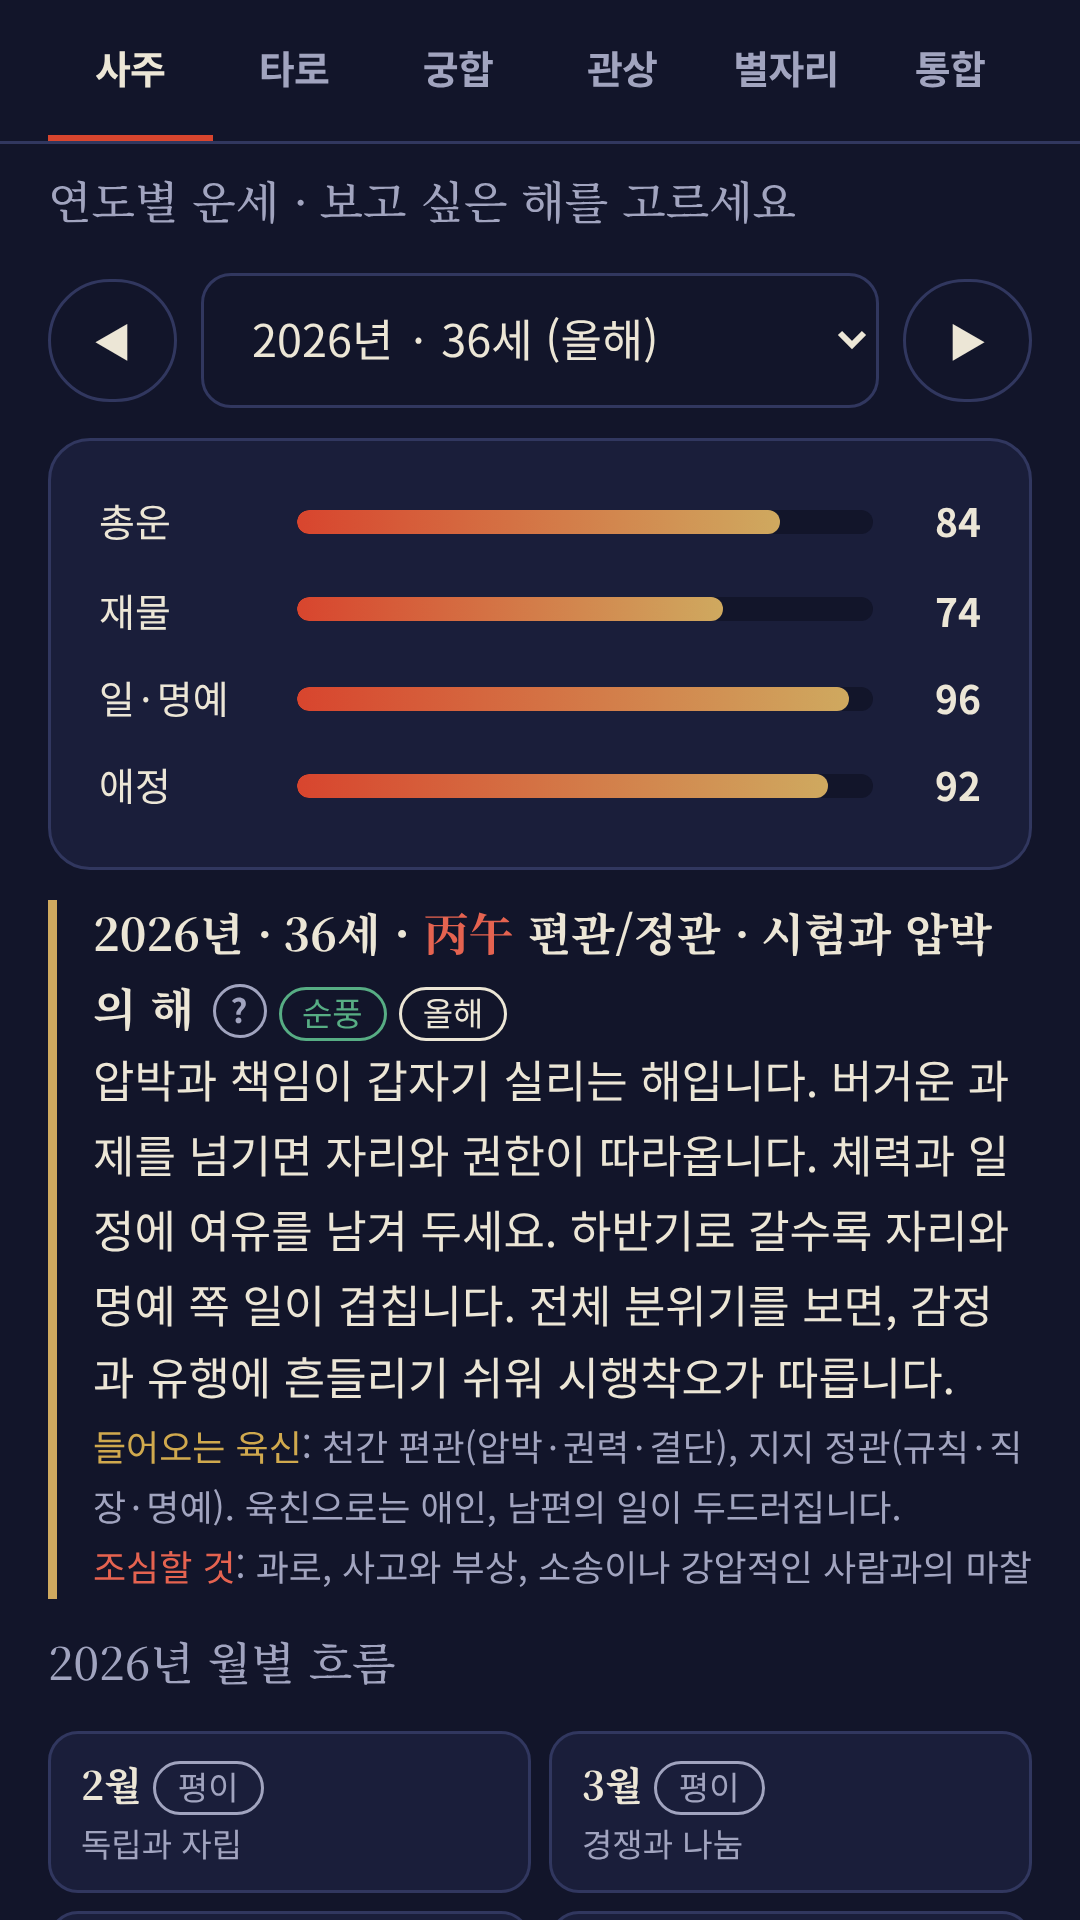 사주 타로 궁합 관상 별자리 통합
연도별 운세 · 보고 싶은 해를 고르세요
◀ 2026년 · 36세 (올해) ▶
총운 84
재물 74
일·명예 96
애정 92
2026년 · 36세 · 丙午 편관/정관 · 시험과 압박
의 해 ? 순풍 올해
압박과 책임이 갑자기 실리는 해입니다. 버거운 과
제를 넘기면 자리와 권한이 따라옵니다. 체력과 일
정에 여유를 남겨 두세요. 하반기로 갈수록 자리와
명예 쪽 일이 겹칩니다. 전체 분위기를 보면, 감정
과 유행에 흔들리기 쉬워 시행착오가 따릅니다.
들어오는 육신: 천간 편관(압박·권력·결단), 지지 정관(규칙·직
장·명예). 육친으로는 애인, 남편의 일이 두드러집니다.
조심할 것: 과로, 사고와 부상, 소송이나 강압적인 사람과의 마찰
2026년 월별 흐름
2월 평이
독립과 자립
3월 평이
경쟁과 나눔